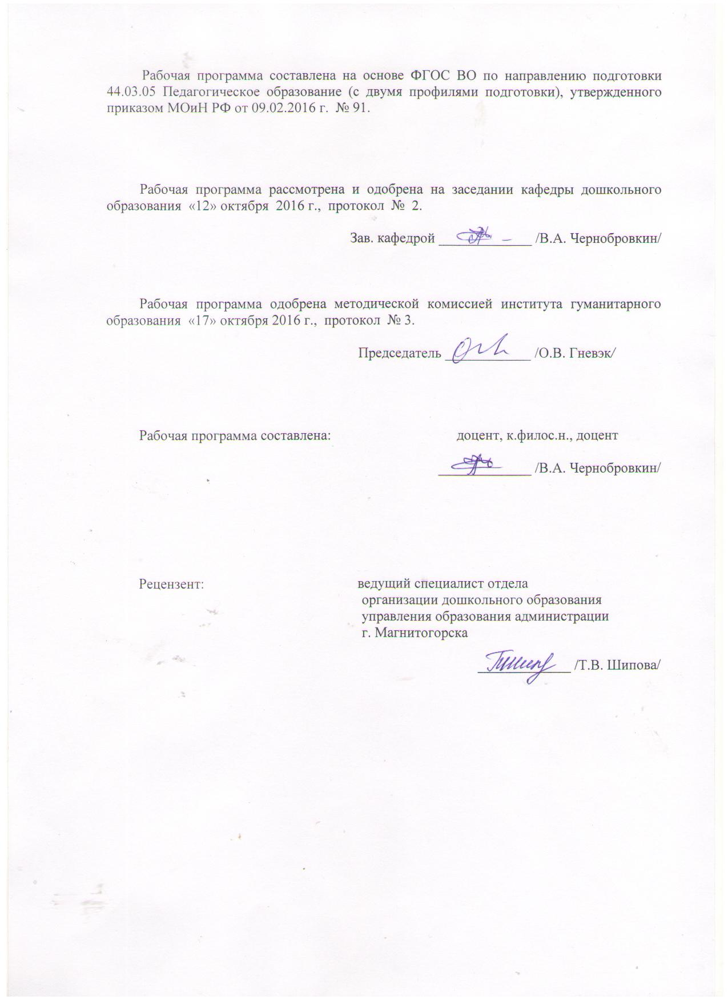 Рабочая программа составлена на основе ФГОС ВО по направлению подготовки
44.03.05 Педагогическое образование (с двумя профилями подготовки), утвержденного
приказом МОиН РФ от 09.02.2016 г. № 91.
Рабочая программа рассмотрена и одобрена на заседании кафедры дошкольного
образования «12» октября 2016 г., протокол № 2.
Зав. кафедрой _____________ /В.А. Чернобровкин/
Рабочая программа одобрена методической комиссией института гуманитарного
образования «17» октября 2016 г., протокол № 3.
Председатель ____________ /О.В. Гневэк/
Рабочая программа составлена: доцент, к.филос.н., доцент
_____________ /В.А. Чернобровкин/
Рецензент: ведущий специалист отдела
организации дошкольного образования
управления образования администрации
г. Магнитогорска
_____________ /Т.В. Шипова/